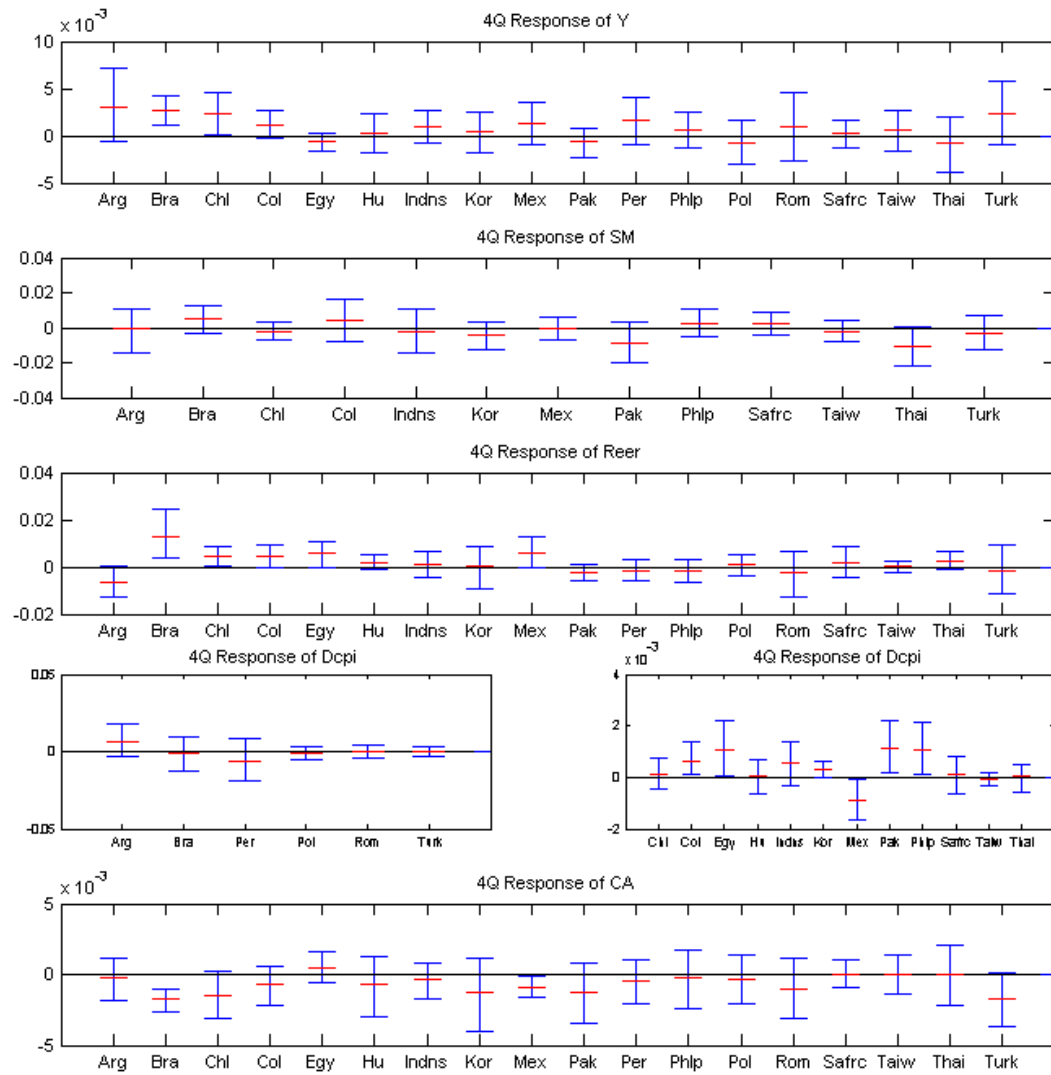 4Q Response of Y
x 10^-3
10
5
0
-5
Arg Bra Chl Col Egy Hu Indns Kor Mex Pak Per Phlp Pol Rom Safrc Taiw Thai Turk
4Q Response of SM
0.04
0.02
0
-0.02
-0.04
Arg Bra Chl Col Indns Kor Mex Pak Phlp Safrc Taiw Thai Turk
4Q Response of Reer
0.04
0.02
0
-0.02
Arg Bra Chl Col Egy Hu Indns Kor Mex Pak Per Phlp Pol Rom Safrc Taiw Thai Turk
4Q Response of Dcpi
0.05
0
-0.05
Arg Bra Per Pol Rom Turk
4Q Response of Dcpi
x 10^-3
4
2
0
-2
Chl Col Egy Hu Indns Kor Mex Pak Phlp Safrc Taiw Thai
4Q Response of CA
x 10^-3
5
0
-5
Arg Bra Chl Col Egy Hu Indns Kor Mex Pak Per Phlp Pol Rom Safrc Taiw Thai Turk